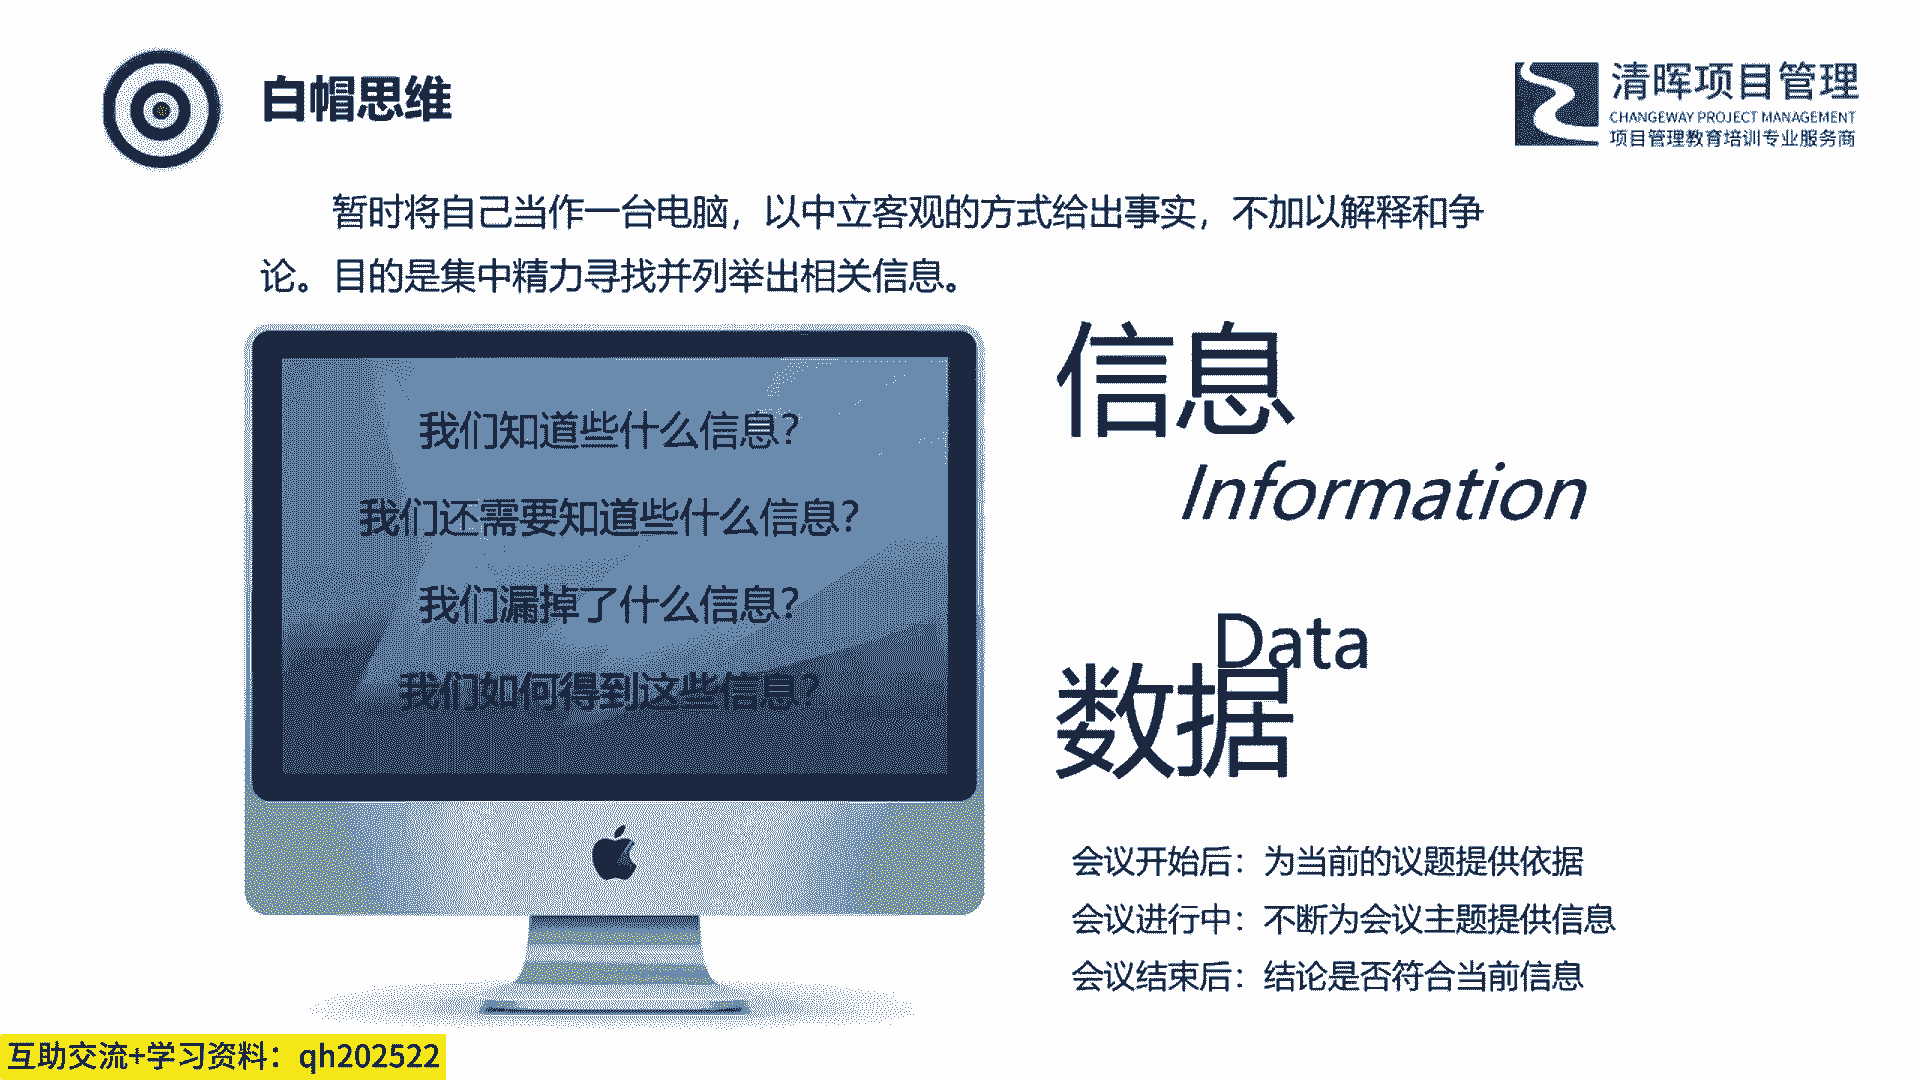 白帽思维
清晖项目管理
CHANGEWAY PROJECT MANAGEMENT
项目管理教育培训专业服务商
暂时将自己当作一台电脑，以中立客观的方式给出事实，不加以解释和争
论。目的是集中精力寻找并列举出相关信息。
我们知道些什么信息？
我们还需要知道些什么信息？
我们漏掉了什么信息？
我们如何得到这些信息？
信息
Information
Data
数据
会议开始后：为当前的议题提供依据
会议进行中：不断为会议主题提供信息
会议结束后：结论是否符合当前信息
互助交流+学习资料：qh202522